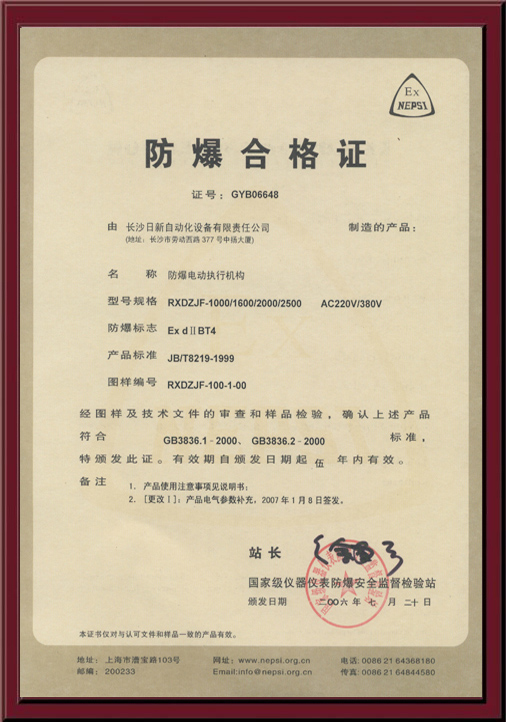 Ex
NEPSI
防爆合格证
证号：GYB06648
由 长沙日新自动化设备有限责任公司 制造的产品：
(地址：长沙市劳动西路377号中扬大厦)
名 称 防爆电动执行机构
型号规格 RXDZJF-1000/1600/2000/2500 AC220V/380V
防爆标志 Ex dⅡBT4
产品标准 JB/T8219-1999
图样编号 RXDZJF-100-1-00
经图样及技术文件的审查和样品检验，确认上述产品
符合 GB3836.1-2000、GB3836.2-2000 标准，
特颁发此证。有效期自颁发日期起 伍 年内有效。
备注 1. 产品使用注意事项见说明书；
2. [更改Ⅰ]：产品电气参数补充，2007年1月8日签发。
站长
国家级仪器仪表防爆安全监督检验站
颁发日期 二〇〇六年 七 月 二十日
本证书仅对与认可文件和样品一致的产品有效。
地址：上海市漕宝路103号 网址：www.nepsi.org.cn 电话：0086 21 64368180
邮编：200233 Email:info@nepsi.org.cn 传真：0086 21 64844580